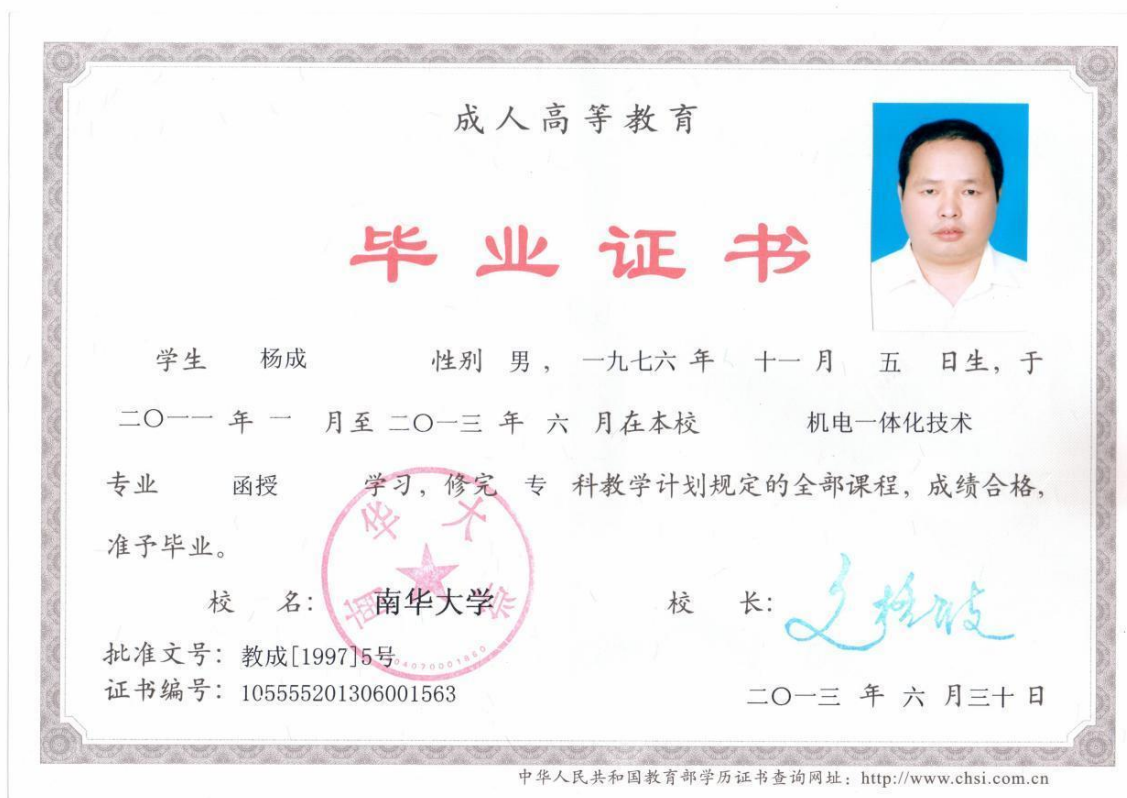 成人高等教育
毕业证书
学生 杨成 性别 男， 一九七六 年 十一 月 五 日生，于
二〇一一 年 一 月至 二〇一三 年 六 月在本校 机电一体化技术
专业 函授 学习，修完 专 科教学计划规定的全部课程，成绩合格，
准予毕业。
校 名： 南华大学 校 长：
南华大学
批准文号：教成[1997]5号
证书编号：105555201306001563
二〇一三 年 六 月三十 日
中华人民共和国教育部学历证书查询网址：http://www.chsi.com.cn